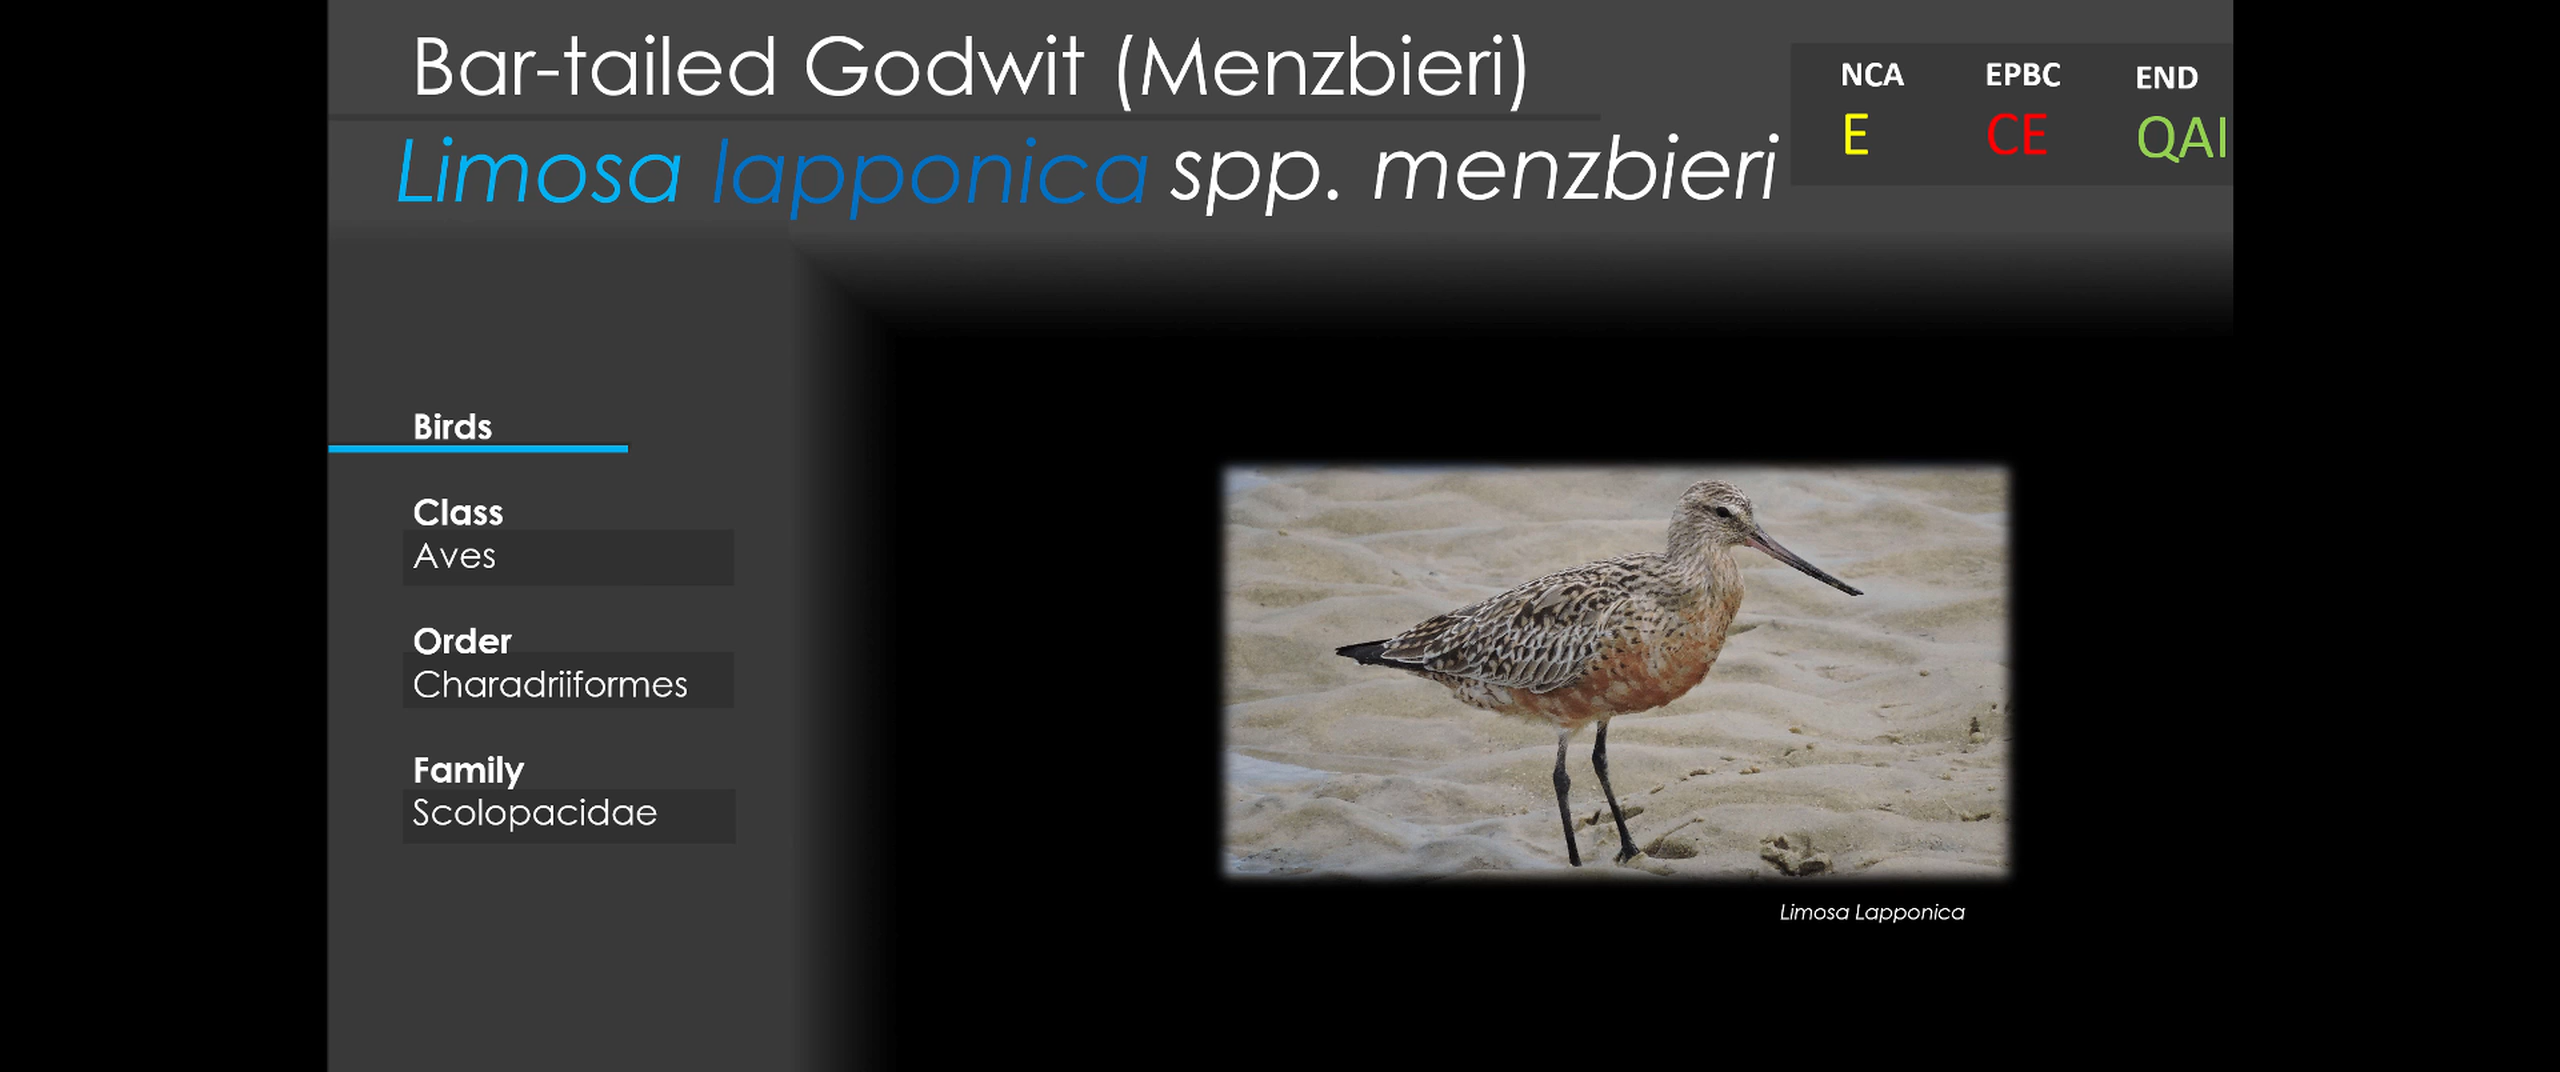 Bar-tailed Godwit (Menzbieri)
Limosa lapponica spp. menzbieri
NCA EPBC END
E CE QAI
Birds
Class
Aves
Order
Charadriiformes
Family
Scolopacidae
Limosa Lapponica